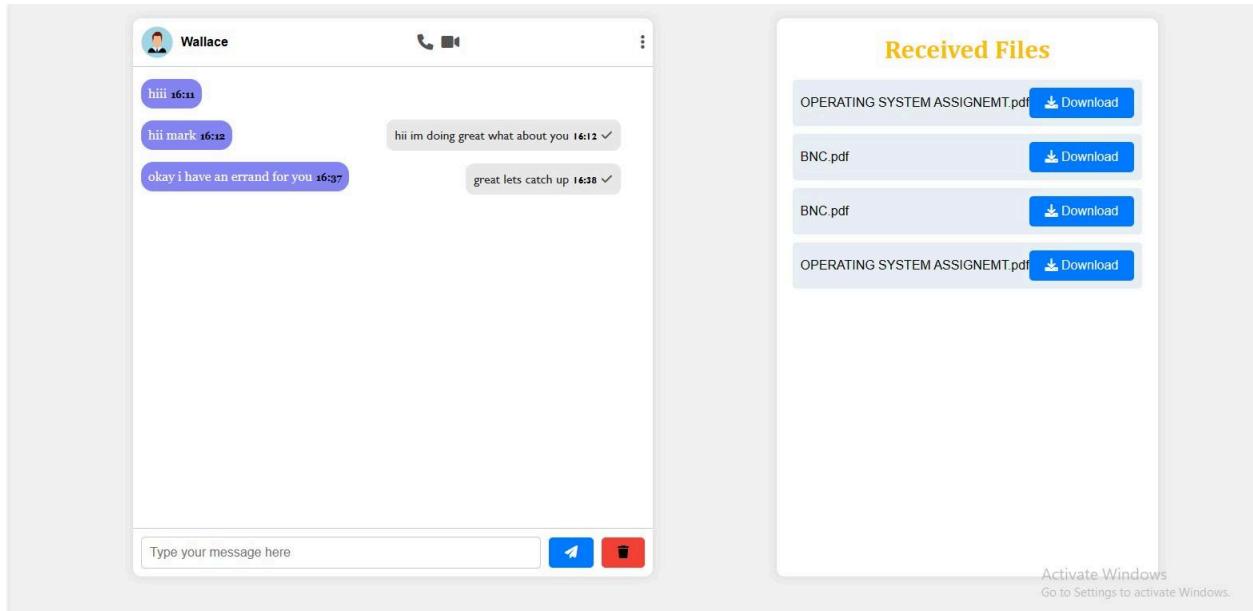 Wallace
hiii 16:11
hii mark 16:12
hii im doing great what about you 16:12
okay i have an errand for you 16:37
great lets catch up 16:38
Type your message here
Received Files
OPERATING SYSTEM ASSIGNEMT.pdf Download
BNC.pdf Download
BNC.pdf Download
OPERATING SYSTEM ASSIGNEMT.pdf Download
Activate Windows
Go to Settings to activate Windows.